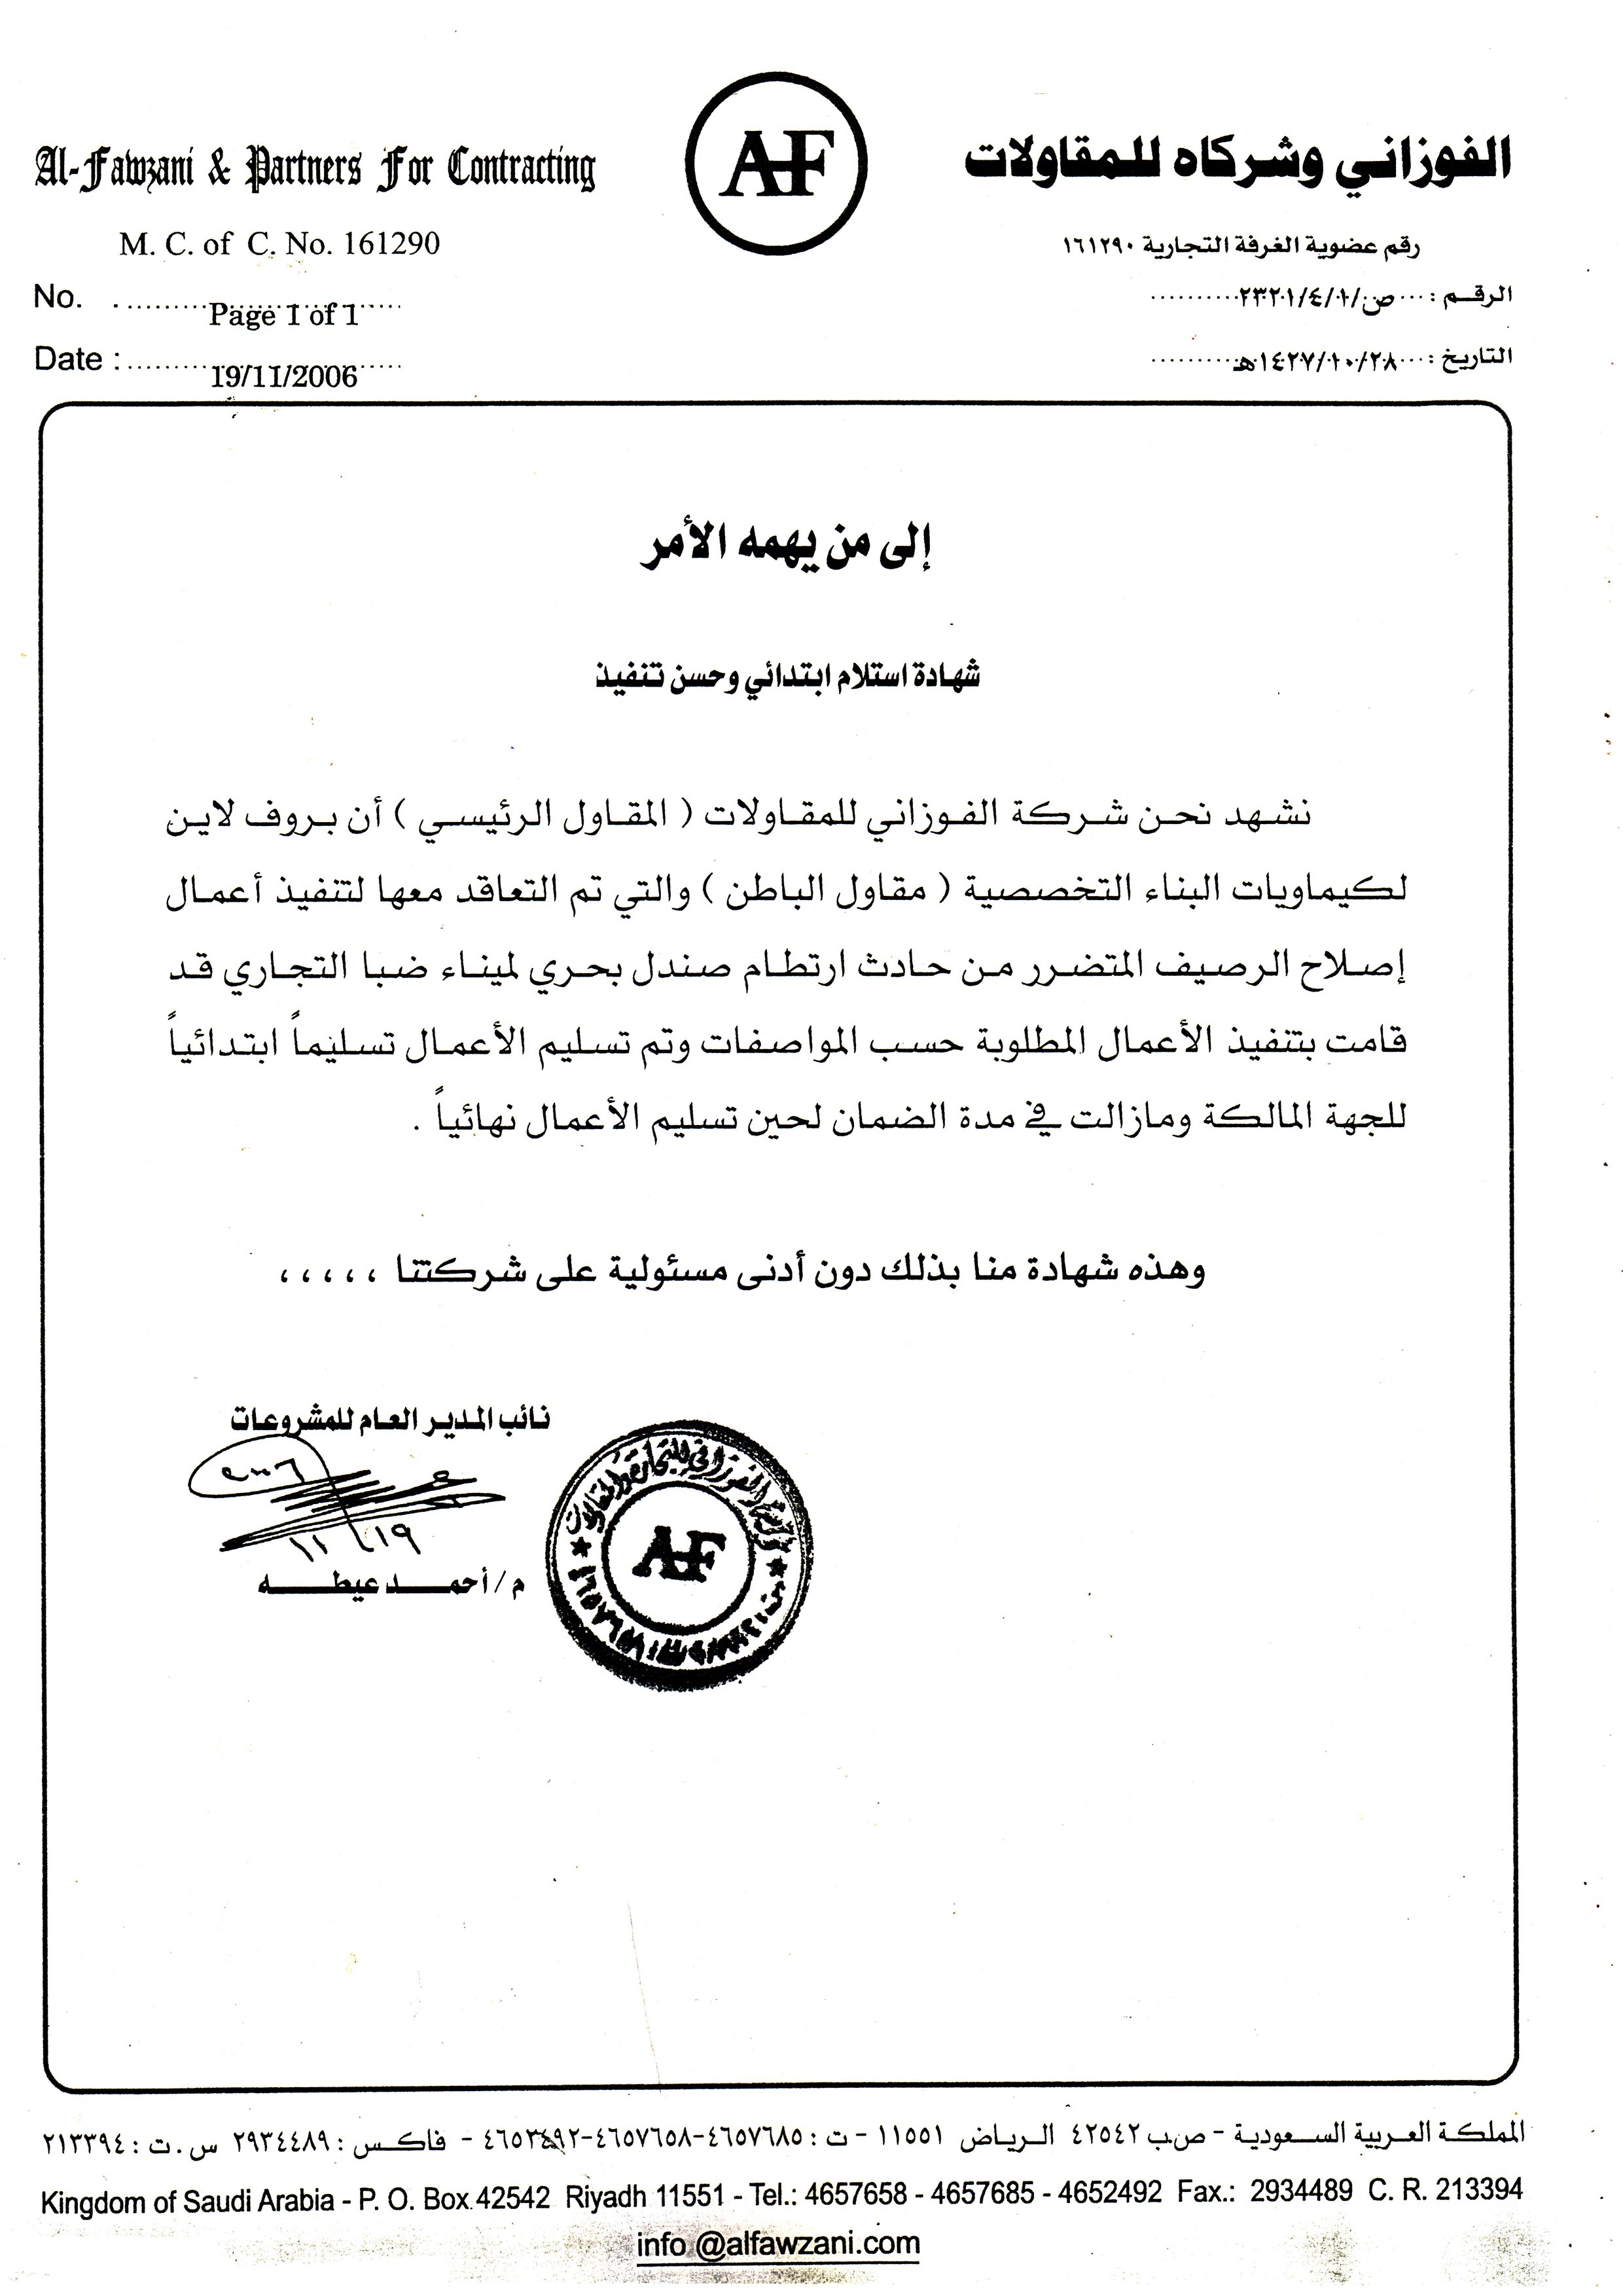 Al-Fawzani & Partners For Contracting
AF
الفوزاني وشركاه للمقاولات
M. C. of C. No. 161290
رقم عضوية الغرفة التجارية ١٦١٢٩٠
No. ....................
Page 1 of 1
الرقم : ....ص/٢٣٢١/٤/٠١..........
Date : ....................
19/11/2006
التاريخ : ....١٤٢٧/١٠/٢٨هـ..........
إلى من يهمه الأمر
شهادة استلام ابتدائي وحسن تنفيذ
نشهد نحن شركة الفوزاني للمقاولات ( المقاول الرئيسي ) أن بروف لاين
لكيماويات البناء التخصصية ( مقاول الباطن ) والتي تم التعاقد معها لتنفيذ أعمال
إصلاح الرصيف المتضرر من حادث ارتطام صندل بحري لميناء ضبا التجاري قد
قامت بتنفيذ الأعمال المطلوبة حسب المواصفات وتم تسليم الأعمال تسليماً ابتدائياً
للجهة المالكة ومازالت في مدة الضمان لحين تسليم الأعمال نهائياً .
وهذه شهادة منا بذلك دون أدنى مسئولية على شركتنا ،،،،،
نائب المدير العام للمشروعات
٢٠٠٦
١١/١٩
م/أحمد عيطه
AF
المملكة العربية السعودية - ص.ب ٤٢٥٤٢ الرياض ١١٥٥١ - ت : ٤٦٥٧٦٨٥-٤٦٥٧٦٥٨-٤٦٥٢٤٩٢ - فاكس : ٢٩٣٤٤٨٩ س.ت : ٢١٣٣٩٤
Kingdom of Saudi Arabia - P. O. Box 42542 Riyadh 11551 - Tel.: 4657658 - 4657685 - 4652492 Fax.: 2934489 C. R. 213394
info @alfawzani.com